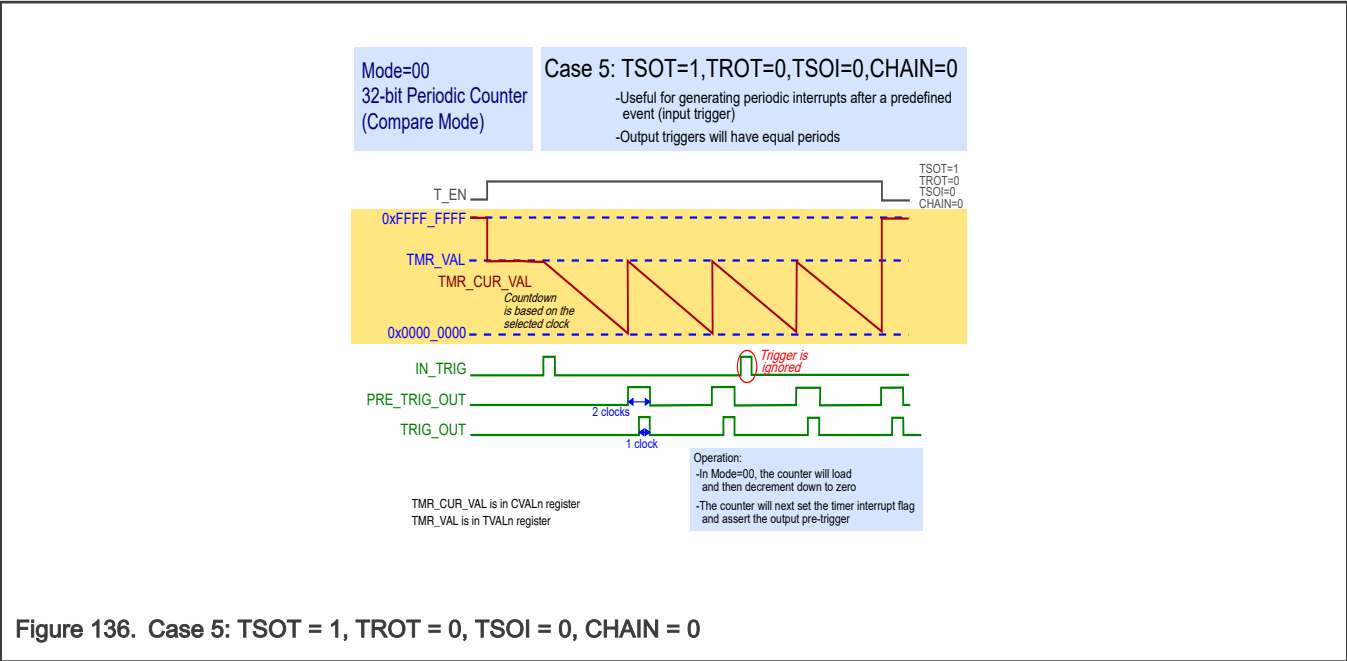 Mode=00
32-bit Periodic Counter
(Compare Mode)
Case 5: TSOT=1,TROT=0,TSOI=0,CHAIN=0
-Useful for generating periodic interrupts after a predefined
event (input trigger)
-Output triggers will have equal periods
TSOT=1
TROT=0
TSOI=0
CHAIN=0
T_EN
0xFFFF_FFFF
TMR_VAL
TMR_CUR_VAL
Countdown
is based on the
selected clock
0x0000_0000
IN_TRIG
Trigger is
ignored
PRE_TRIG_OUT
2 clocks
TRIG_OUT
1 clock
Operation:
-In Mode=00, the counter will load
and then decrement down to zero
-The counter will next set the timer interrupt flag
and assert the output pre-trigger
TMR_CUR_VAL is in CVALn register
TMR_VAL is in TVALn register
Figure 136. Case 5: TSOT = 1, TROT = 0, TSOI = 0, CHAIN = 0